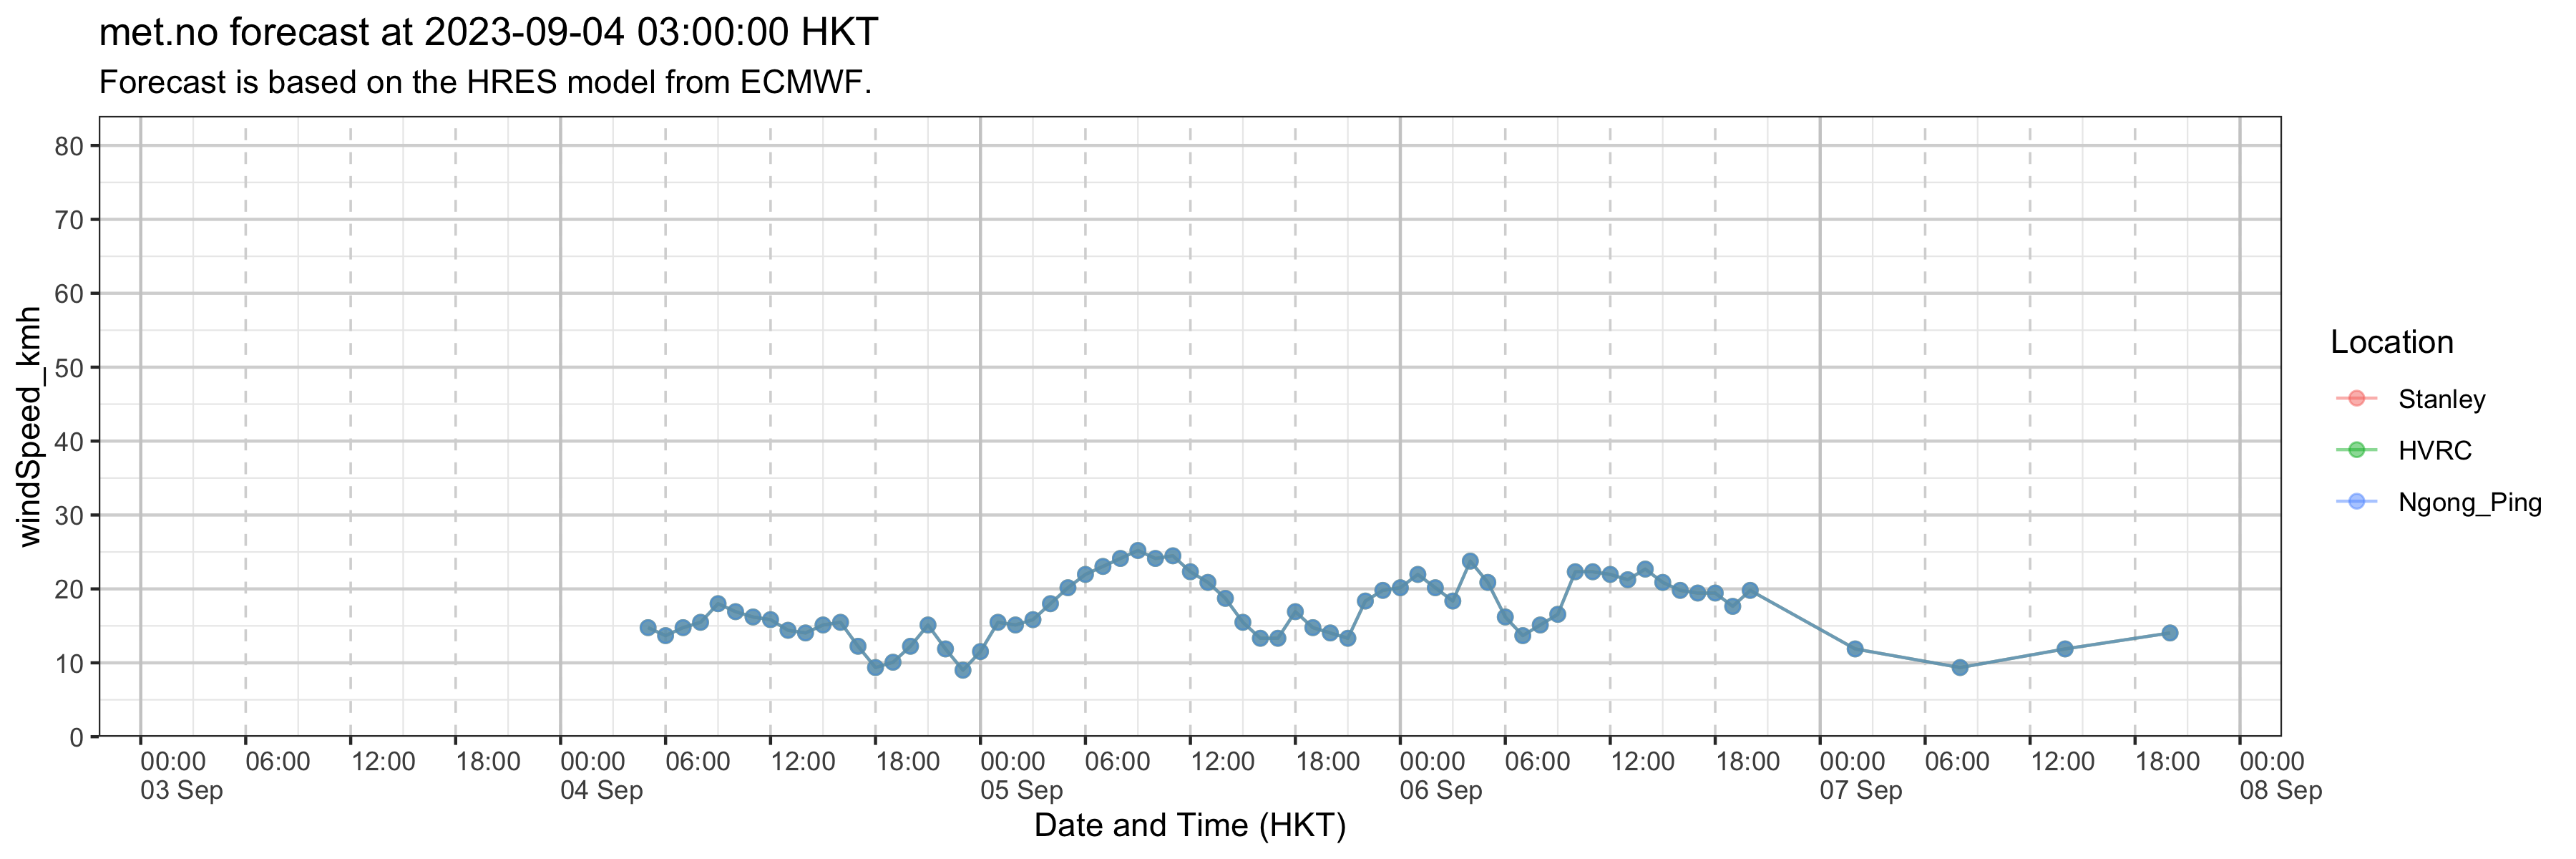 met.no forecast at 2023-09-04 03:00:00 HKT
Forecast is based on the HRES model from ECMWF.
windSpeed_kmh
80
70
60
50
40
30
20
10
0
00:00 06:00 12:00 18:00 00:00 06:00 12:00 18:00 00:00 06:00 12:00 18:00 00:00 06:00 12:00 18:00 00:00 06:00 12:00 18:00 00:00
03 Sep 04 Sep 05 Sep 06 Sep 07 Sep 08 Sep
Date and Time (HKT)
Location
Stanley
HVRC
Ngong_Ping